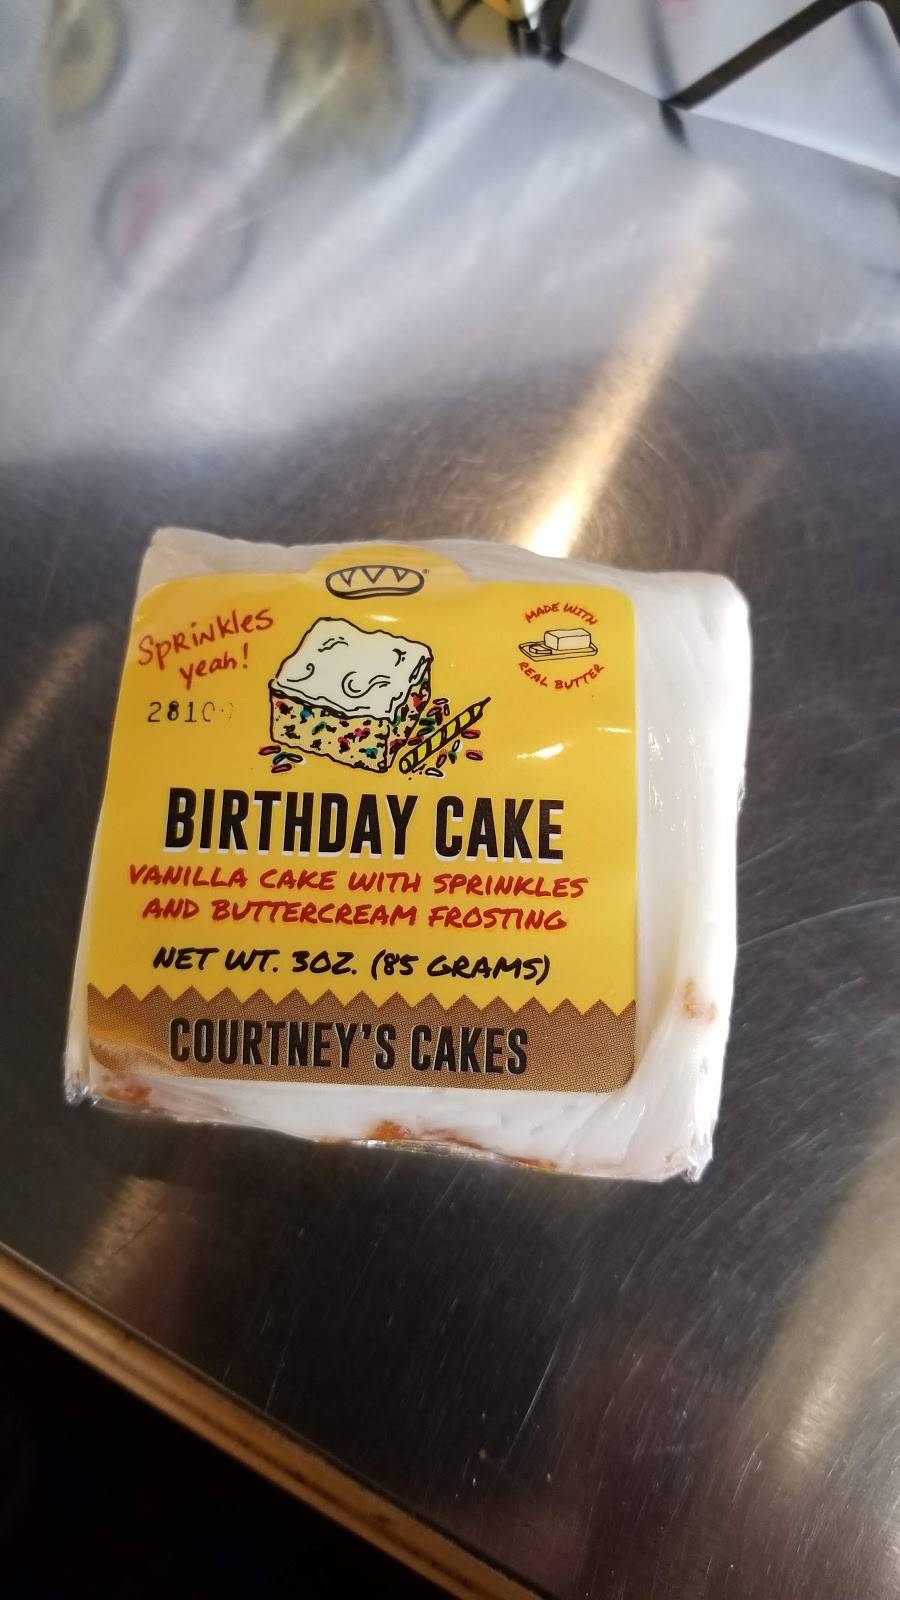 Sprinkles
yeah!
MADE WITH
REAL BUTTER
BIRTHDAY CAKE
VANILLA CAKE WITH SPRINKLES
AND BUTTERCREAM FROSTING
NET WT. 3OZ. (85 GRAMS)
COURTNEY'S CAKES